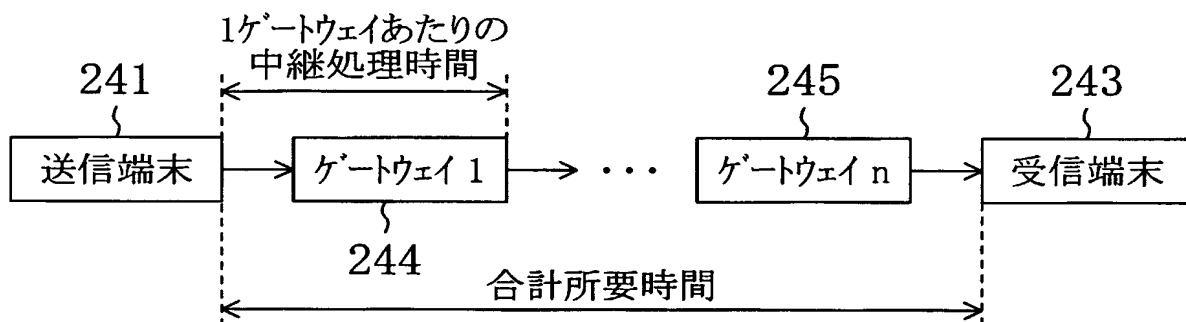 1ゲートウェイあたりの
中継処理時間
241
245
243
送信端末
ゲートウェイ 1
・・・
ゲートウェイ n
受信端末
244
合計所要時間